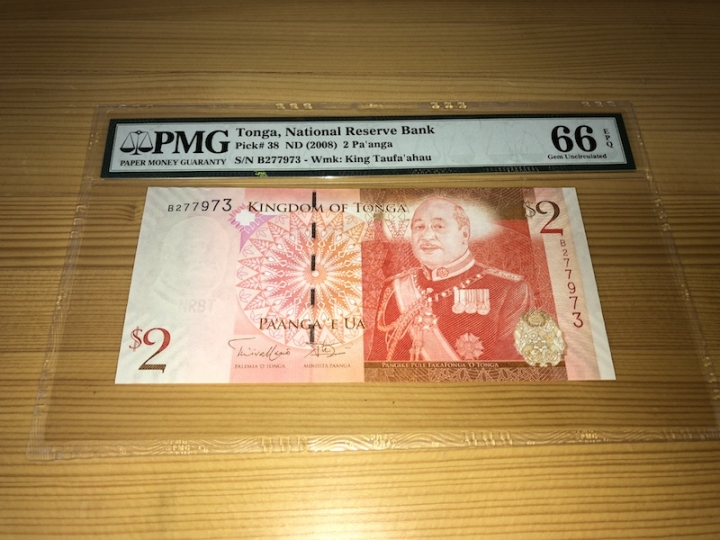 PMG
PAPER MONEY GUARANTY
Tonga, National Reserve Bank
Pick# 38 ND (2008) 2 Pa'anga
S/N B277973 - Wmk: King Taufa'ahau
66 EPQ
Gem Uncirculated
B277973 KINGDOM OF TONGA
$2
B277973
NRBT
PA'ANGA 'E UA
$2
PALEMIA 'O TONGA MINISITA PA'ANGA
PANGIKE PULE FAKAFONUA 'O TONGA